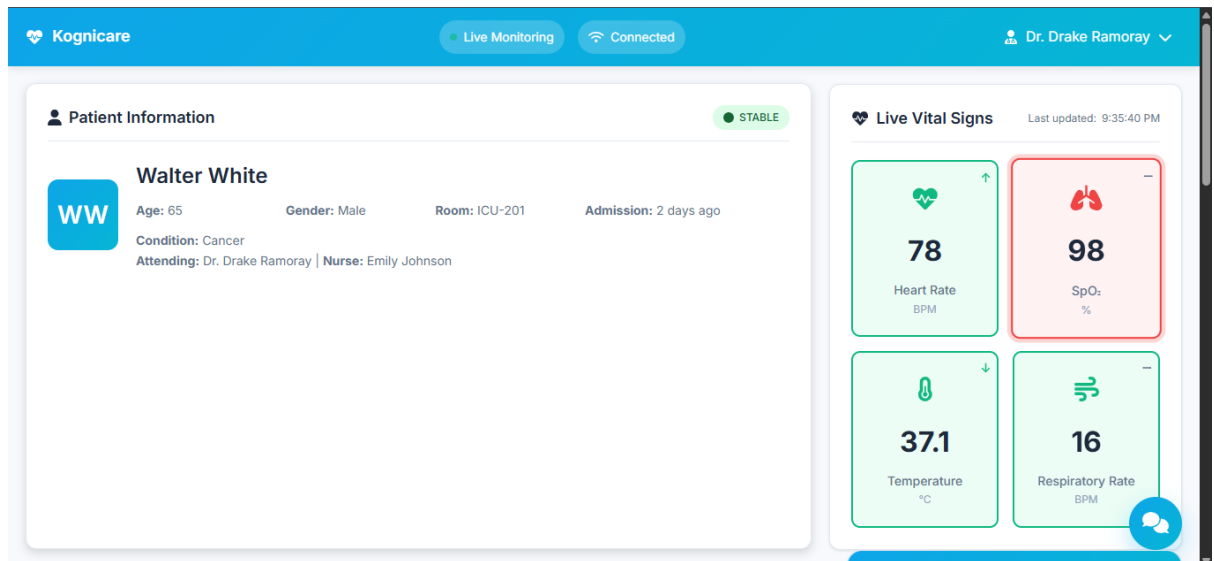 Kognicare
Live Monitoring
Connected
Dr. Drake Ramoray
Patient Information
STABLE
WW
Walter White
Age: 65 Gender: Male Room: ICU-201 Admission: 2 days ago
Condition: Cancer
Attending: Dr. Drake Ramoray | Nurse: Emily Johnson
Live Vital Signs
Last updated: 9:35:40 PM
78
Heart Rate
BPM
98
SpO₂
%
37.1
Temperature
°C
16
Respiratory Rate
BPM